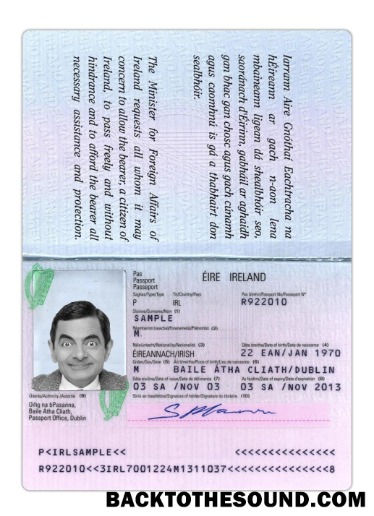 Iarrann Aire Gnóthaí Eachtracha na
hÉireann ar gach n-aon lena
mbaineann ligean dá shealbhóir seo,
saoránach d'Éirinn, gabháil ar aghaidh
gan bhac gan chosc agus gach cúnamh
agus caomhnú is gá a thabhairt don
sealbhóir.
The Minister for Foreign Affairs of
Ireland requests all whom it may
concern to allow the bearer, a citizen of
Ireland, to pass freely and without
hindrance and to afford the bearer all
necessary assistance and protection.
Pas
Passport
Passeport
ÉIRE IRELAND
P IRL R922010
SAMPLE
M.
ÉIREANNACH/IRISH 22 EAN/JAN 1970
M BAILE ÁTHA CLIATH/DUBLIN
03 SA /NOV 03 03 SA /NOV 2013
Oifig na bPasanna,
Baile Átha Cliath,
Passport Office, Dublin
P<IRLSAMPLE<< <<<<<<<<<<<<<<<
R922010<<3IRL7001224M1311037<<<<<<<<<<<<<<<8
BACKTOTHESOUND.COM